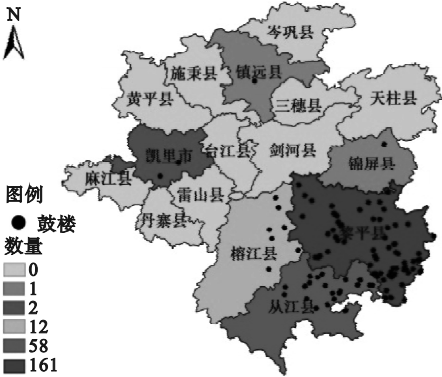 N
岑巩县
施秉县
镇远县
黄平县
三穗县
天柱县
凯里市
台江县
剑河县
锦屏县
麻江县
雷山县
丹寨县
榕江县
黎平县
从江县
图例
鼓楼
数量
0
1
2
12
58
161